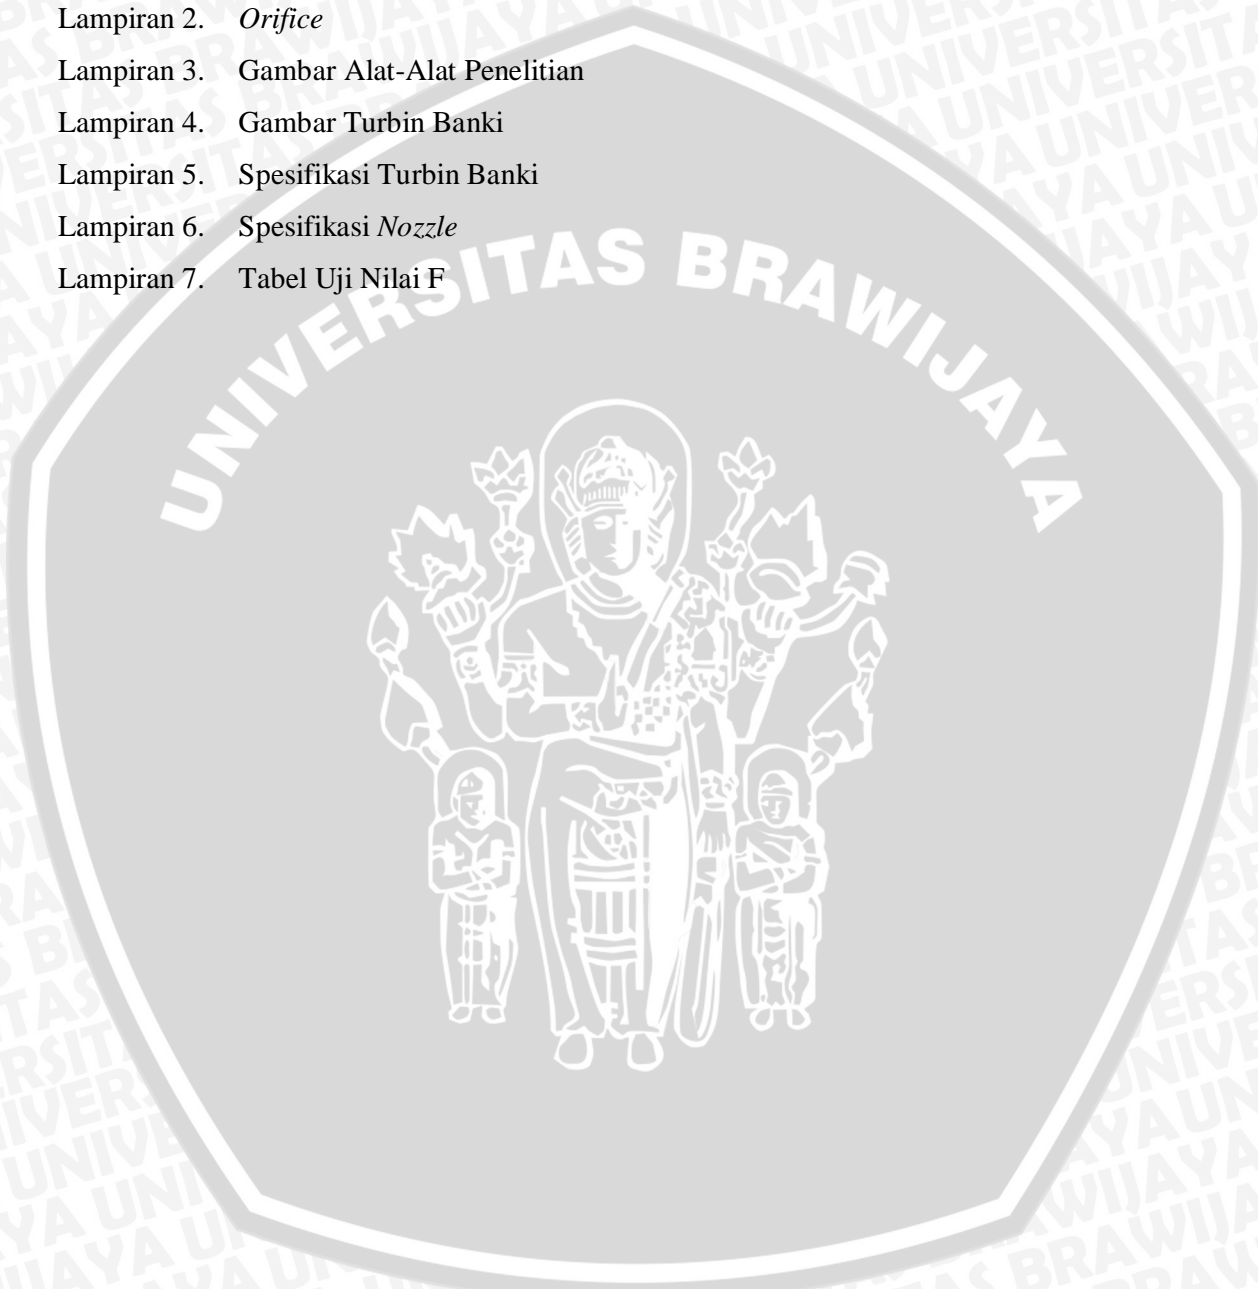 Lampiran 2. Orifice
Lampiran 3. Gambar Alat-Alat Penelitian
Lampiran 4. Gambar Turbin Banki
Lampiran 5. Spesifikasi Turbin Banki
Lampiran 6. Spesifikasi Nozzle
Lampiran 7. Tabel Uji Nilai F
UNIVERSITAS BRAWIJAYA